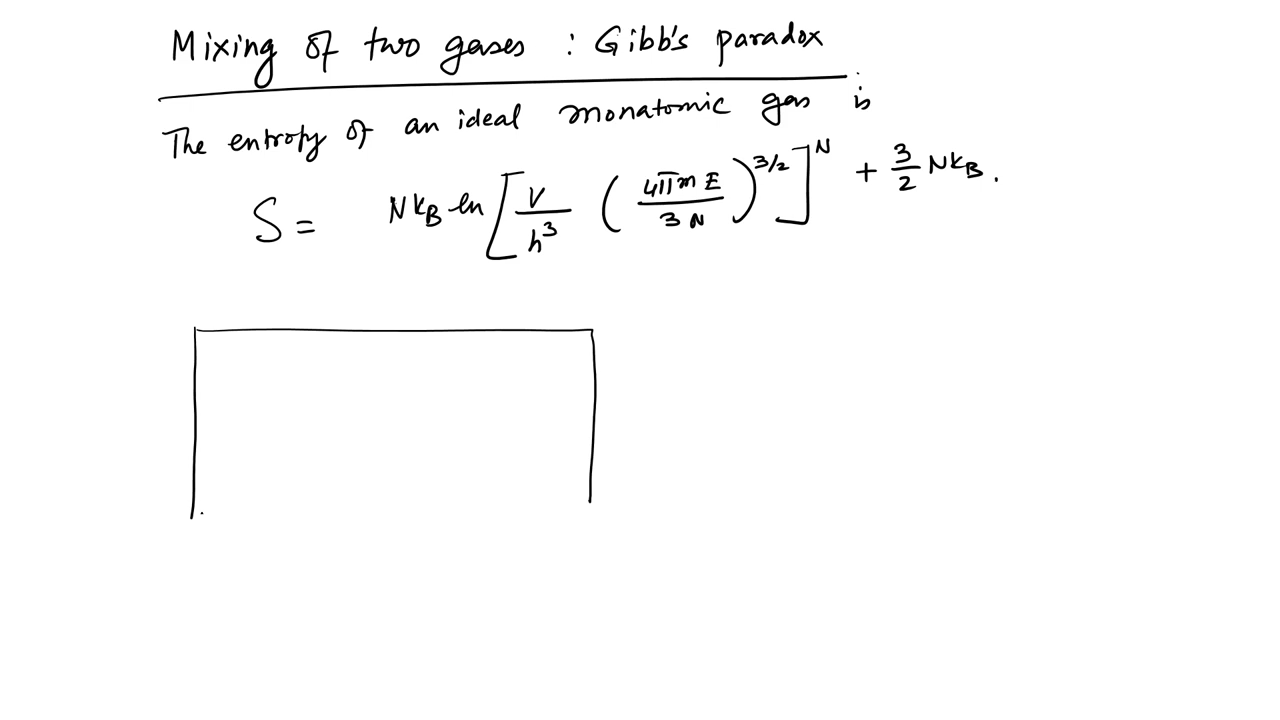 Mixing of two gases : Gibb's paradox
The entropy of an ideal monatomic gas is
S = Nk_B ln [ V/h³ ( 4πmE / 3N )^{3/2} ]^N + 3/2 Nk_B .